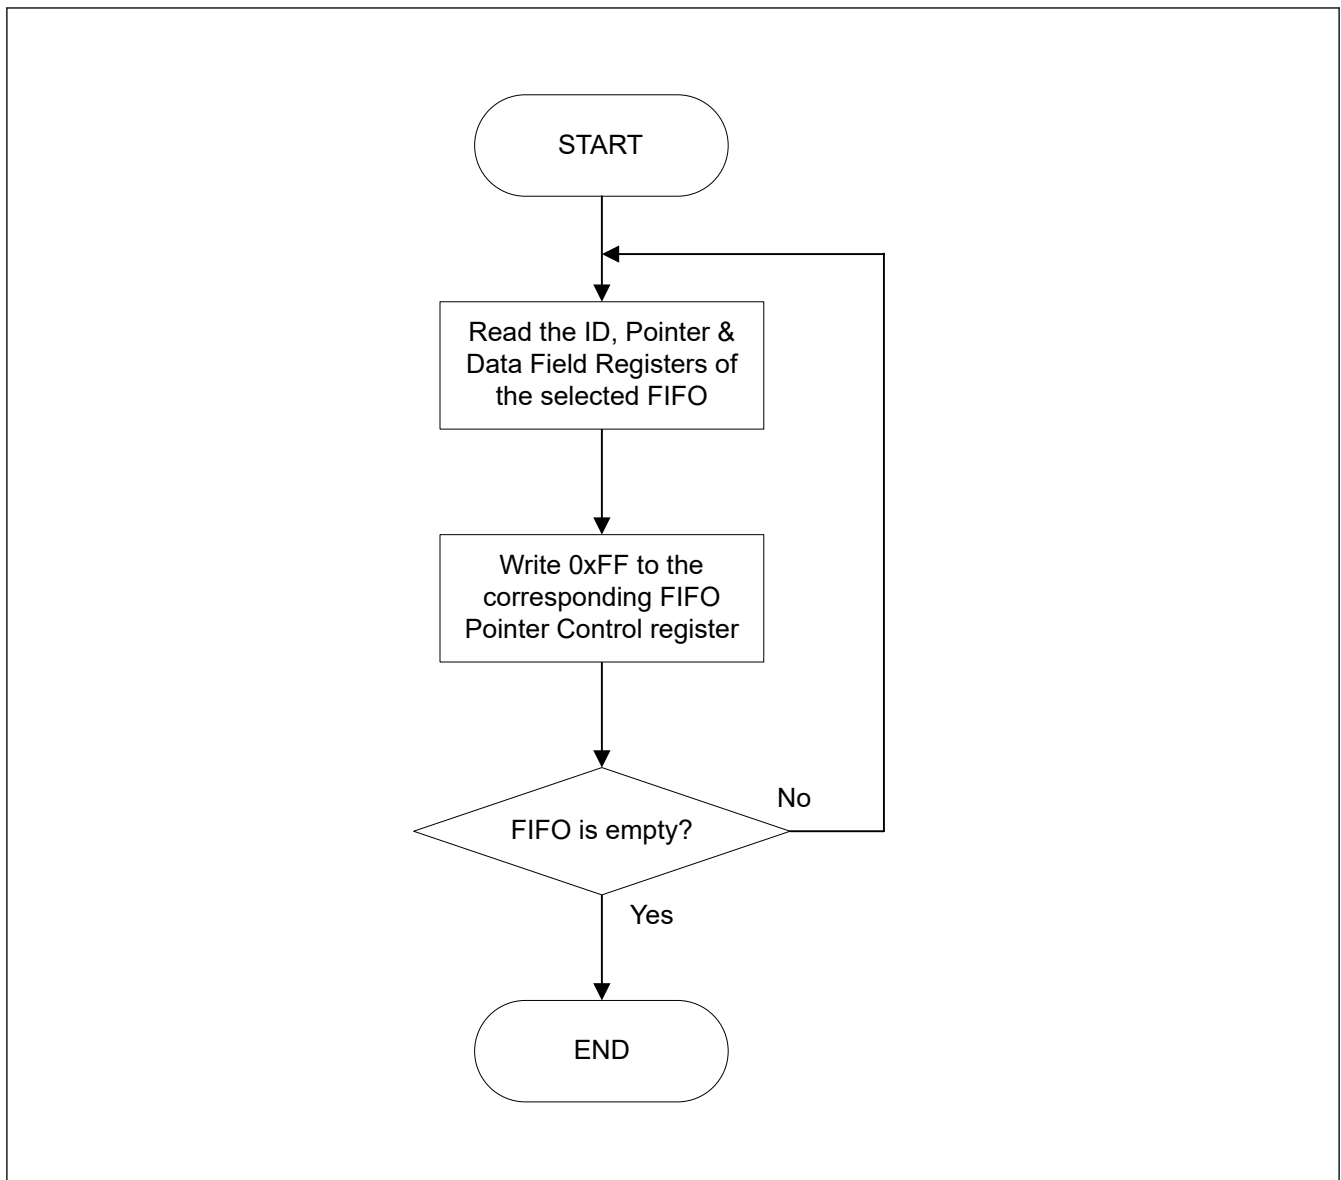 START
Read the ID, Pointer &
Data Field Registers of
the selected FIFO
Write 0xFF to the
corresponding FIFO
Pointer Control register
No
FIFO is empty?
Yes
END